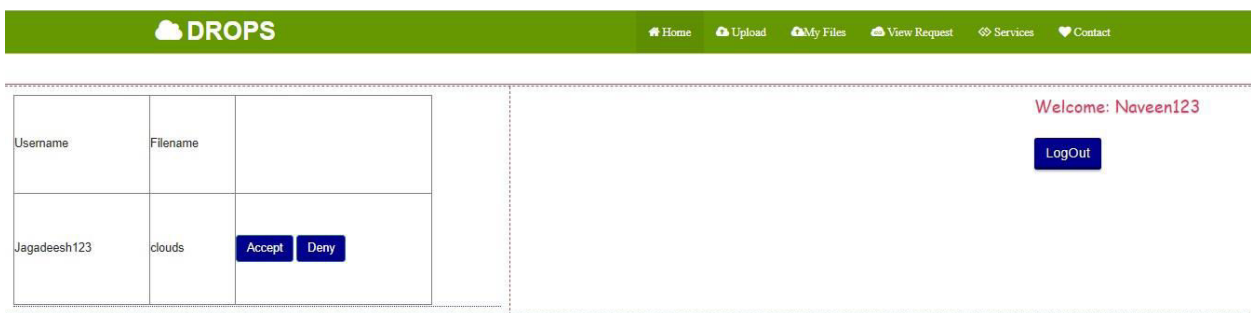 DROPS
Home Upload My Files View Request Services Contact
Welcome: Naveen123
LogOut
Username Filename
Jagadeesh123 clouds Accept Deny